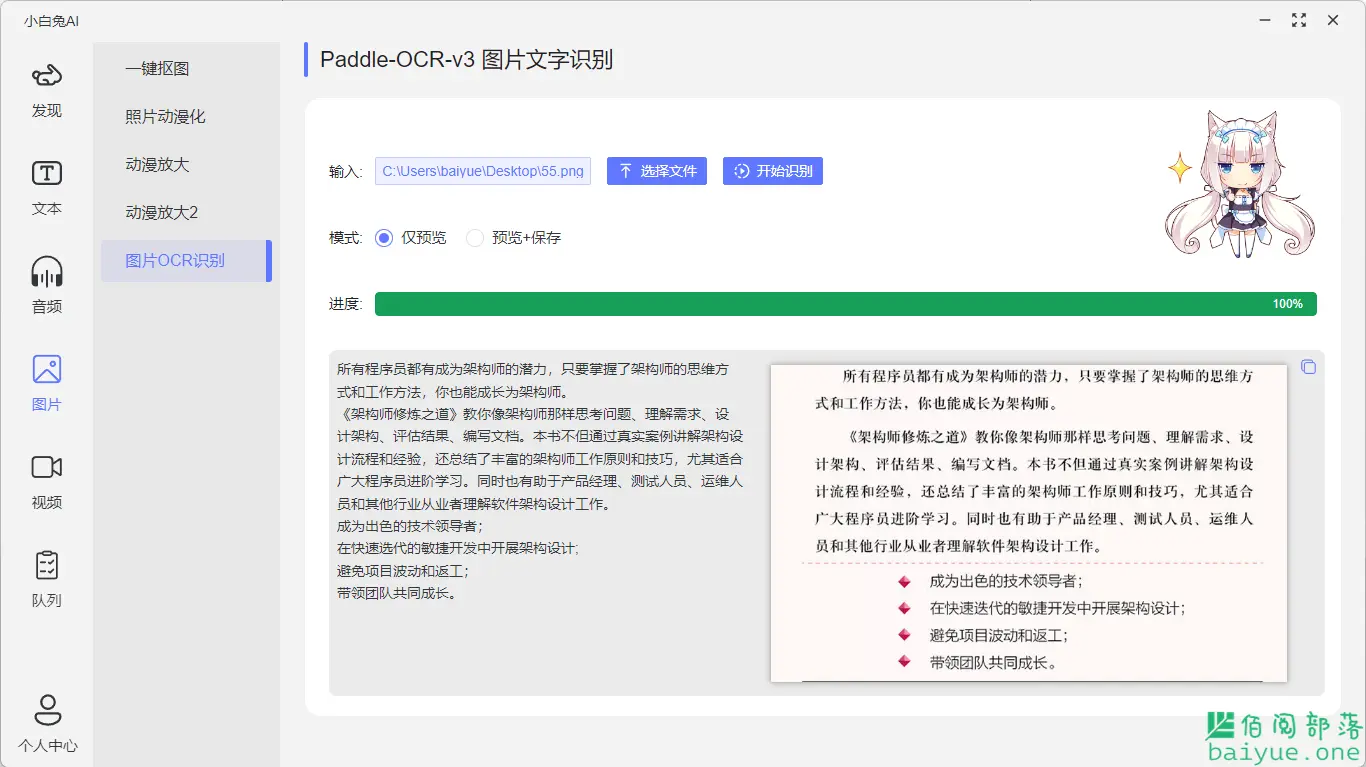 小白兔AI
发现
文本
音频
图片
视频
队列
个人中心
一键抠图
照片动漫化
动漫放大
动漫放大2
图片OCR识别
Paddle-OCR-v3 图片文字识别
输入:
C:\Users\baiyue\Desktop\55.png
选择文件
开始识别
模式:
仅预览
预览+保存
进度:
100%
所有程序员都有成为架构师的潜力，只要掌握了架构师的思维方
式和工作方法，你也能成长为架构师。
《架构师修炼之道》教你像架构师那样思考问题、理解需求、设
计架构、评估结果、编写文档。本书不但通过真实案例讲解架构设
计流程和经验，还总结了丰富的架构师工作原则和技巧，尤其适合
广大程序员进阶学习。同时也有助于产品经理、测试人员、运维人
员和其他行业从业者理解软件架构设计工作。
成为出色的技术领导者；
在快速选代的敏捷开发中开展架构设计;
避免项目波动和返工；
带领团队共同成长。
所有程序员都有成为架构师的潜力，只要掌握了架构师的思维方
式和工作方法，你也能成长为架构师。
《架构师修炼之道》教你像架构师那样思考问题、理解需求、设
计架构、评估结果、编写文档。本书不但通过真实案例讲解架构设
计流程和经验，还总结了丰富的架构师工作原则和技巧，尤其适合
广大程序员进阶学习。同时也有助于产品经理、测试人员、运维人
员和其他行业从业者理解软件架构设计工作。
成为出色的技术领导者；
在快速迭代的敏捷开发中开展架构设计；
避免项目波动和返工；
带领团队共同成长。
佰阅部落
baiyue.one